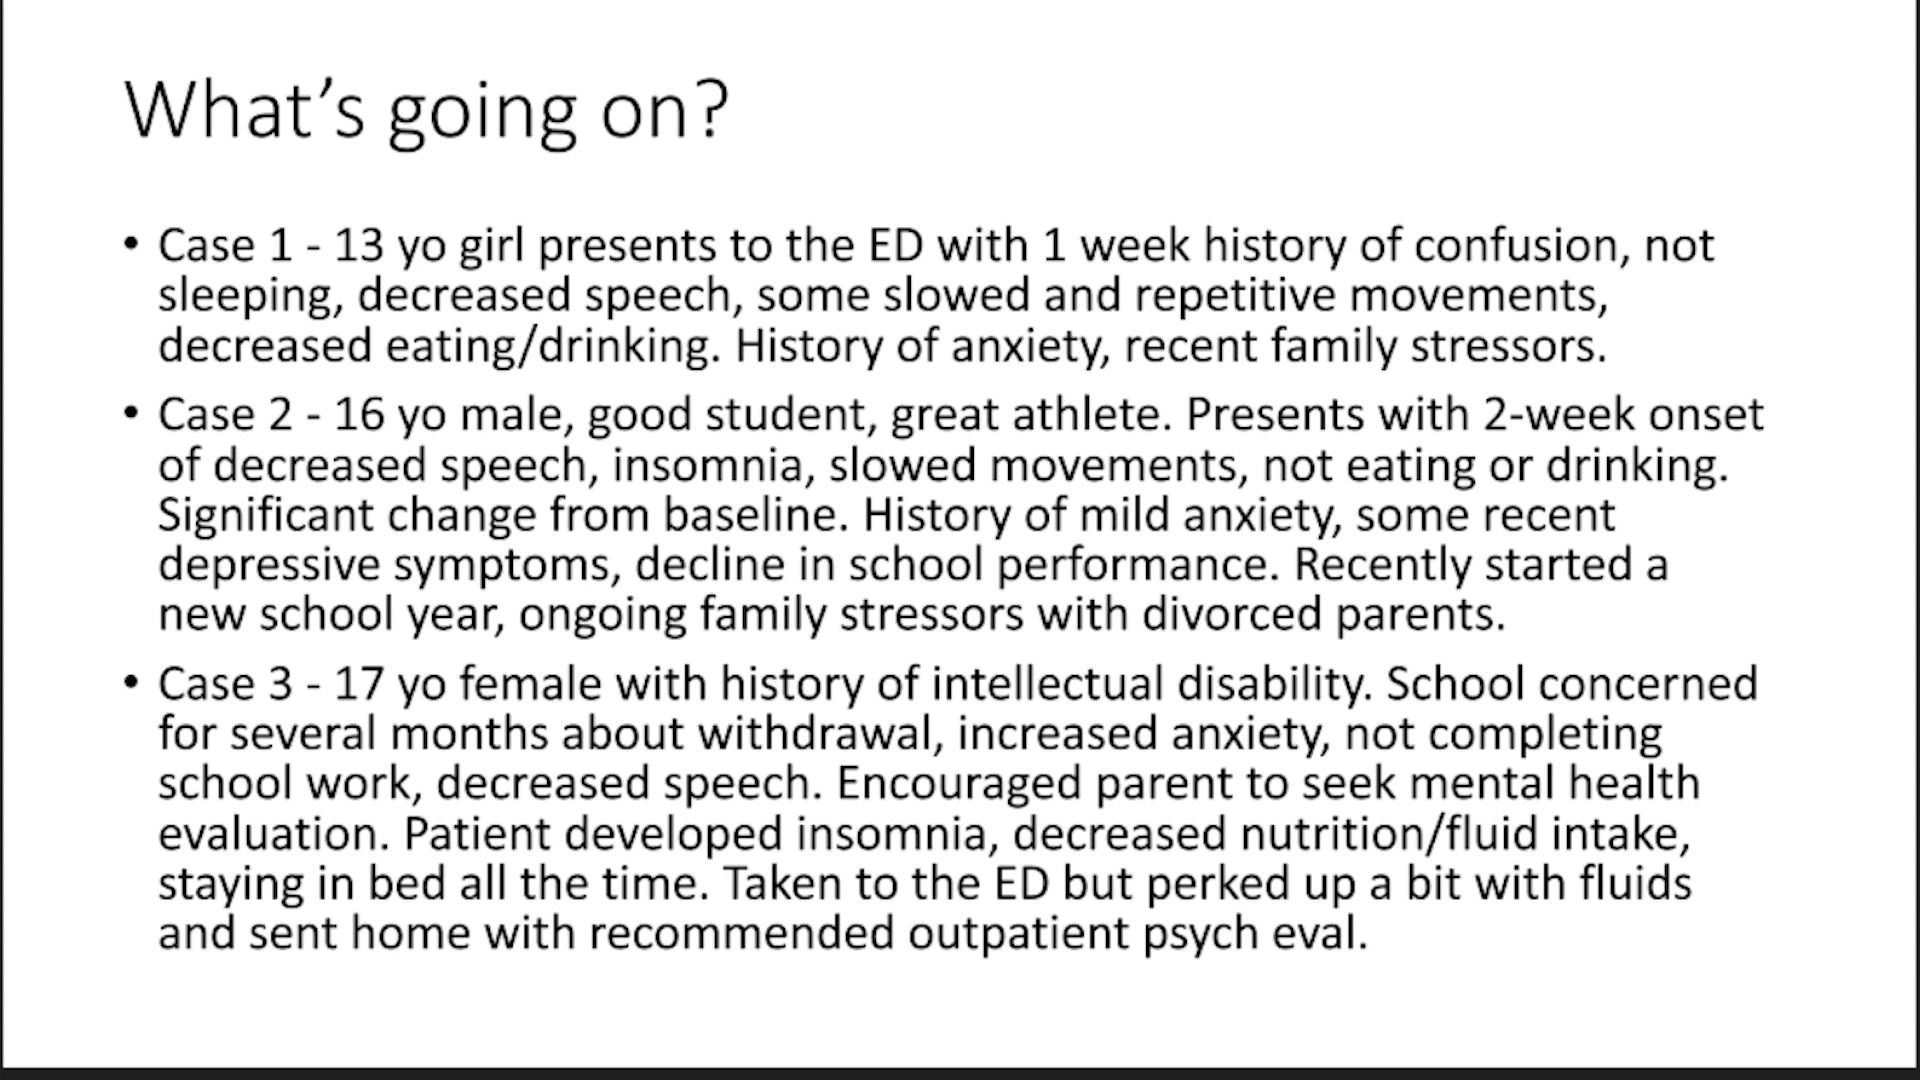 What’s going on?
• Case 1 - 13 yo girl presents to the ED with 1 week history of confusion, not
sleeping, decreased speech, some slowed and repetitive movements,
decreased eating/drinking. History of anxiety, recent family stressors.
• Case 2 - 16 yo male, good student, great athlete. Presents with 2-week onset
of decreased speech, insomnia, slowed movements, not eating or drinking.
Significant change from baseline. History of mild anxiety, some recent
depressive symptoms, decline in school performance. Recently started a
new school year, ongoing family stressors with divorced parents.
• Case 3 - 17 yo female with history of intellectual disability. School concerned
for several months about withdrawal, increased anxiety, not completing
school work, decreased speech. Encouraged parent to seek mental health
evaluation. Patient developed insomnia, decreased nutrition/fluid intake,
staying in bed all the time. Taken to the ED but perked up a bit with fluids
and sent home with recommended outpatient psych eval.